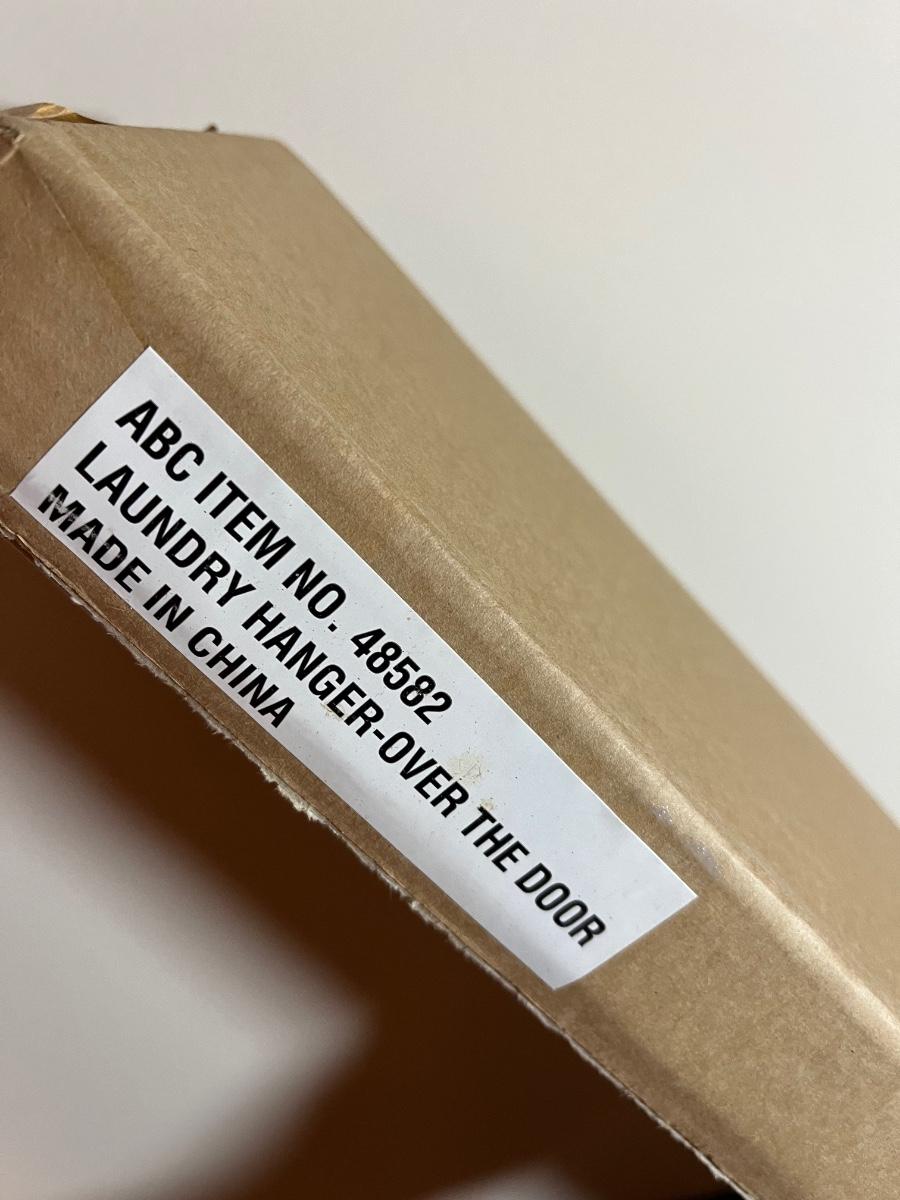 ABC ITEM NO. 48582
LAUNDRY HANGER-OVER THE DOOR
MADE IN CHINA